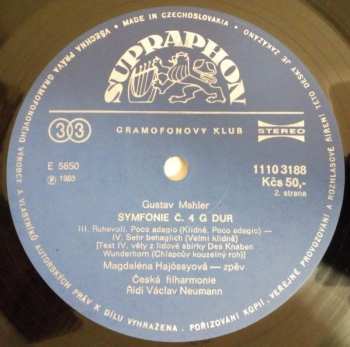 MADE IN CZECHOSLOVAKIA • VŠECHNA PRÁVA GRAMOFONOVÉHO VÝROBCE I VLASTNÍKŮ AUTORSKÝCH PRÁV K DÍLU VYHRAŽENA. POŘIZOVÁNÍ KOPIÍ, VEŘEJNÉ PROVOZOVÁNÍ A ROZHLASOVÉ ŠÍŘENÍ TÉTO DESKY JE ZAKÁZÁNO
SUPRAPHON
303
GRAMOFONOVÝ KLUB
STEREO
E 5650
℗ 1983
1110 3188
Kčs 50,-
2. strana
Gustav Mahler
SYMFONIE Č. 4 G DUR
III. Ruhevoll. Poco adagio (Klidně. Poco adagio) —
IV. Sehr behaglich (Velmi klidně)
[Text IV. věty z lidové sbírky Des Knaben
Wunderhorn (Chlapcův kouzelný roh)]
Magdaléna Hajóssyová — zpěv
Česká filharmonie
Řídí Václav Neumann